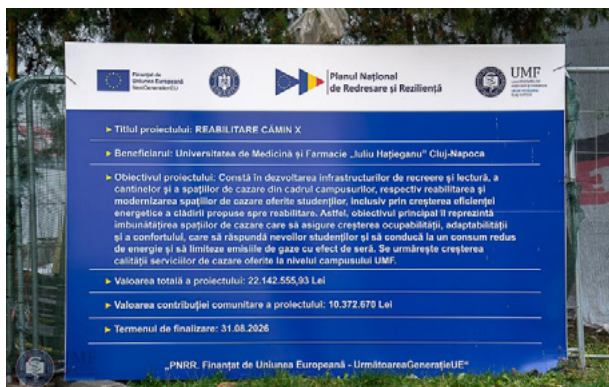 Finanțat de
Uniunea Europeană
NextGenerationEU
Planul Național
de Redresare și Reziliență
UMF
Titlul proiectului: REABILITARE CĂMIN X
Beneficiarul: Universitatea de Medicină și Farmacie „Iuliu Hațieganu” Cluj-Napoca
Obiectivul proiectului: Constă în dezvoltarea infrastructurilor de recreere și lectură, a
cantinelor și a spațiilor de cazare din cadrul campusurilor, respectiv reabilitarea și
modernizarea spațiilor de cazare oferite studenților, inclusiv prin creșterea eficienței
energetice a clădirii propuse spre reabilitare. Astfel, obiectivul principal îl reprezintă
îmbunătățirea spațiilor de cazare care să asigure creșterea ocupabilității, adaptabilității
și a confortului, care să răspundă nevoilor studenților și să conducă la un consum redus
de energie și să limiteze emisiile de gaze cu efect de seră. Se urmărește creșterea
calității serviciilor de cazare oferite la nivelul campusului UMF.
Valoarea totală a proiectului: 22.142.555,93 Lei
Valoarea contribuției comunitare a proiectului: 10.372.670 Lei
Termenul de finalizare: 31.08.2026
„PNRR. Finanțat de Uniunea Europeană - UrmătoareaGenerațieUE”
UMF